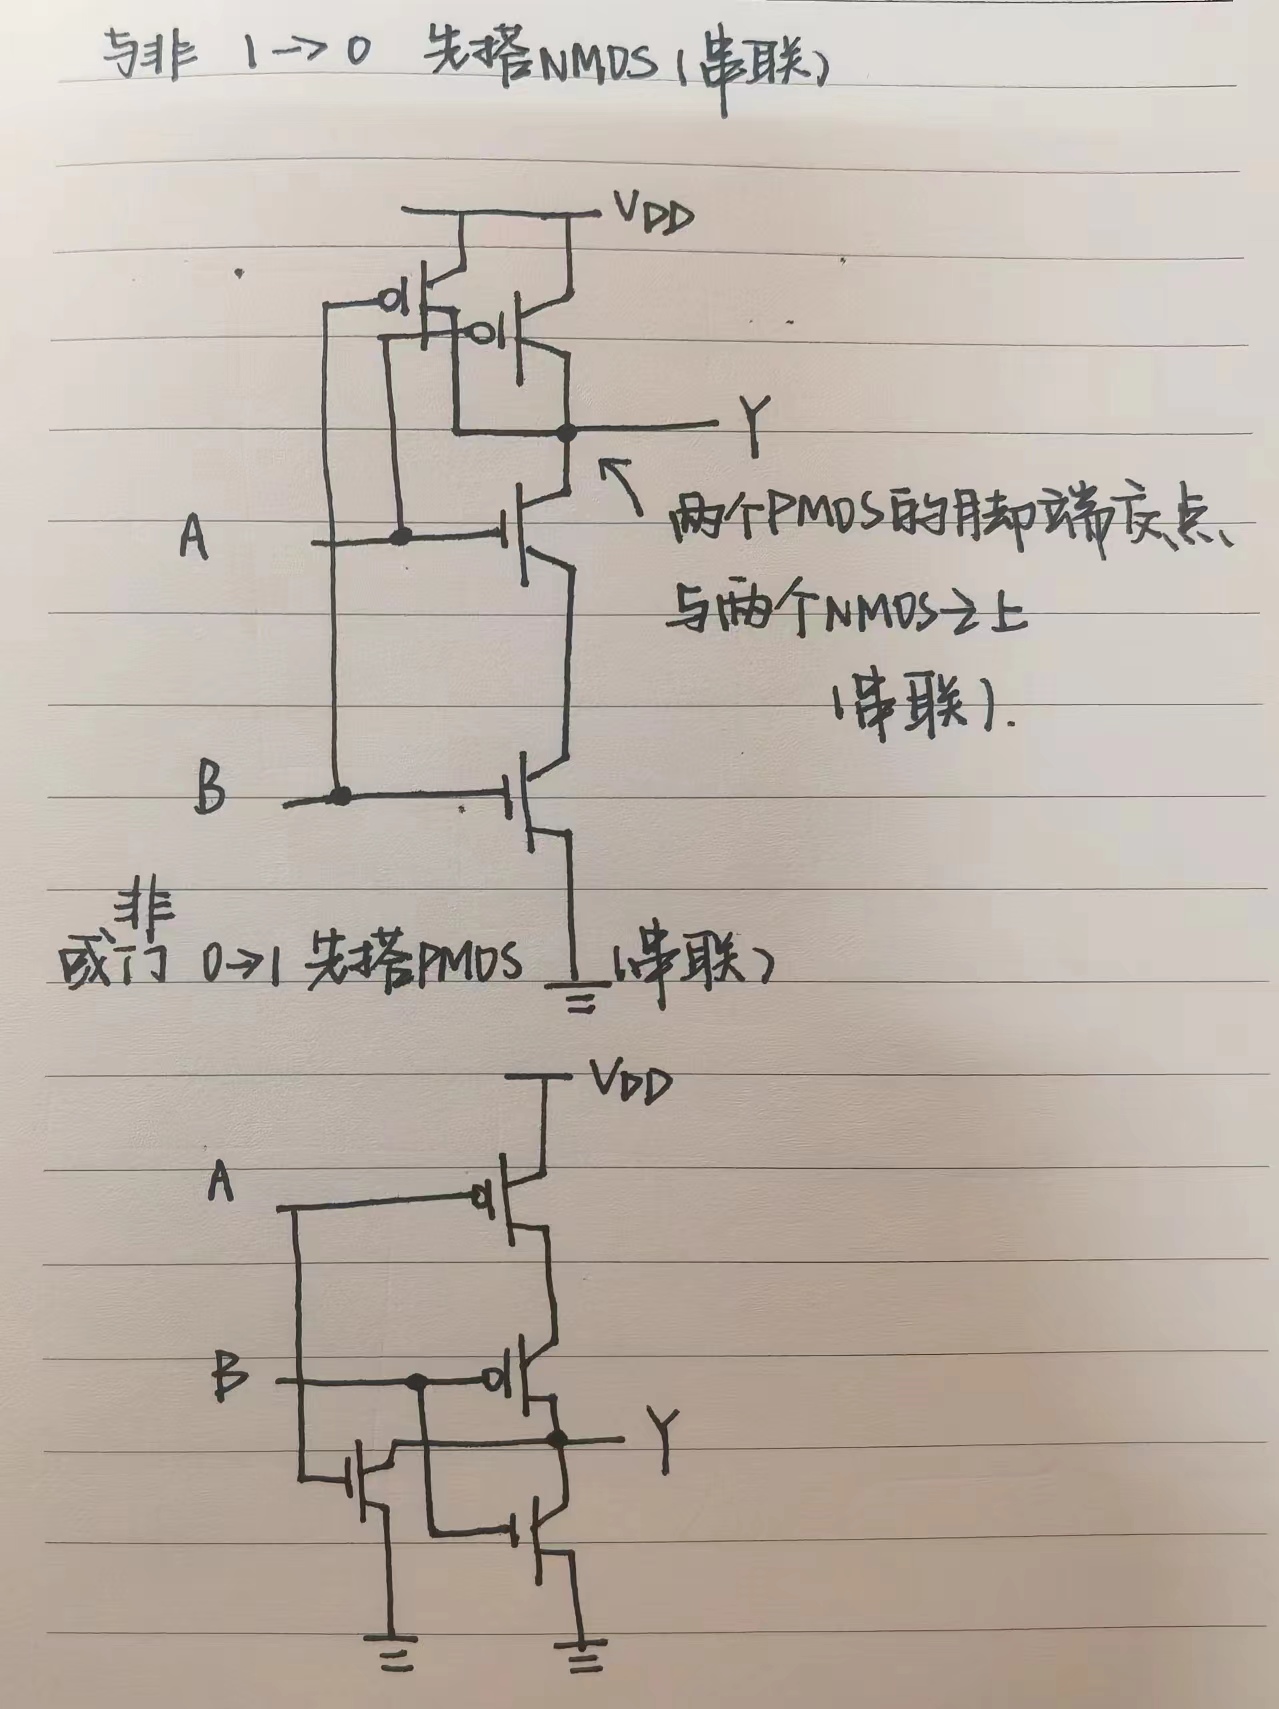 与非 1→0 先搭NMOS(串联)
VDD
Y
A
两个PMOS的脚端交点、
与两个NMOS之上
(串联).
B
非
或门 0→1 先搭PMOS (串联)
VDD
A
B
Y